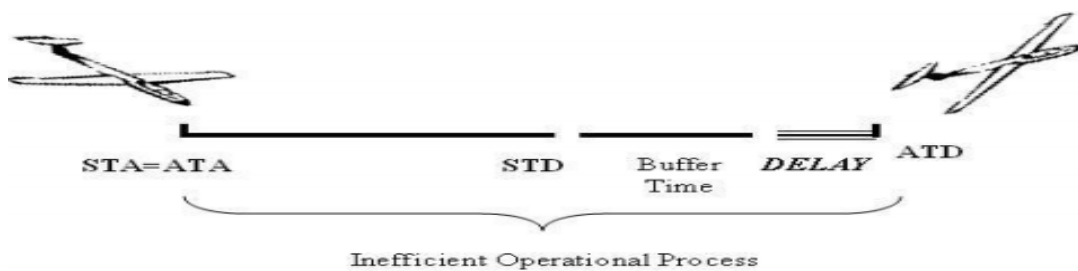 STA=ATA STD Buffer Time DELAY ATD
Inefficient Operational Process